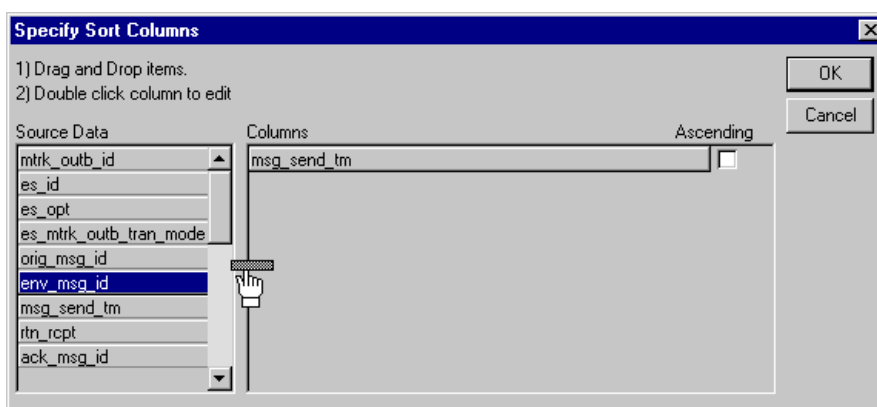 Specify Sort Columns
1) Drag and Drop items.
2) Double click column to edit
OK
Cancel
Source Data
Columns
Ascending
mtrk_outb_id
es_id
es_opt
es_mtrk_outb_tran_mode
orig_msg_id
env_msg_id
msg_send_tm
rtn_rcpt
ack_msg_id
msg_send_tm